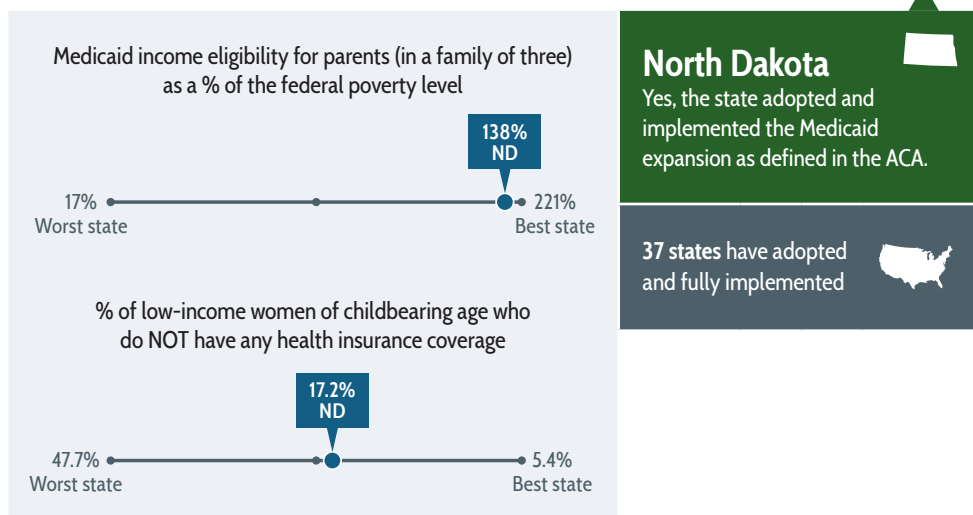 Medicaid income eligibility for parents (in a family of three)
as a % of the federal poverty level
138%
ND
17%
Worst state
221%
Best state
% of low-income women of childbearing age who
do NOT have any health insurance coverage
17.2%
ND
47.7%
Worst state
5.4%
Best state
North Dakota
Yes, the state adopted and
implemented the Medicaid
expansion as defined in the ACA.
37 states have adopted
and fully implemented